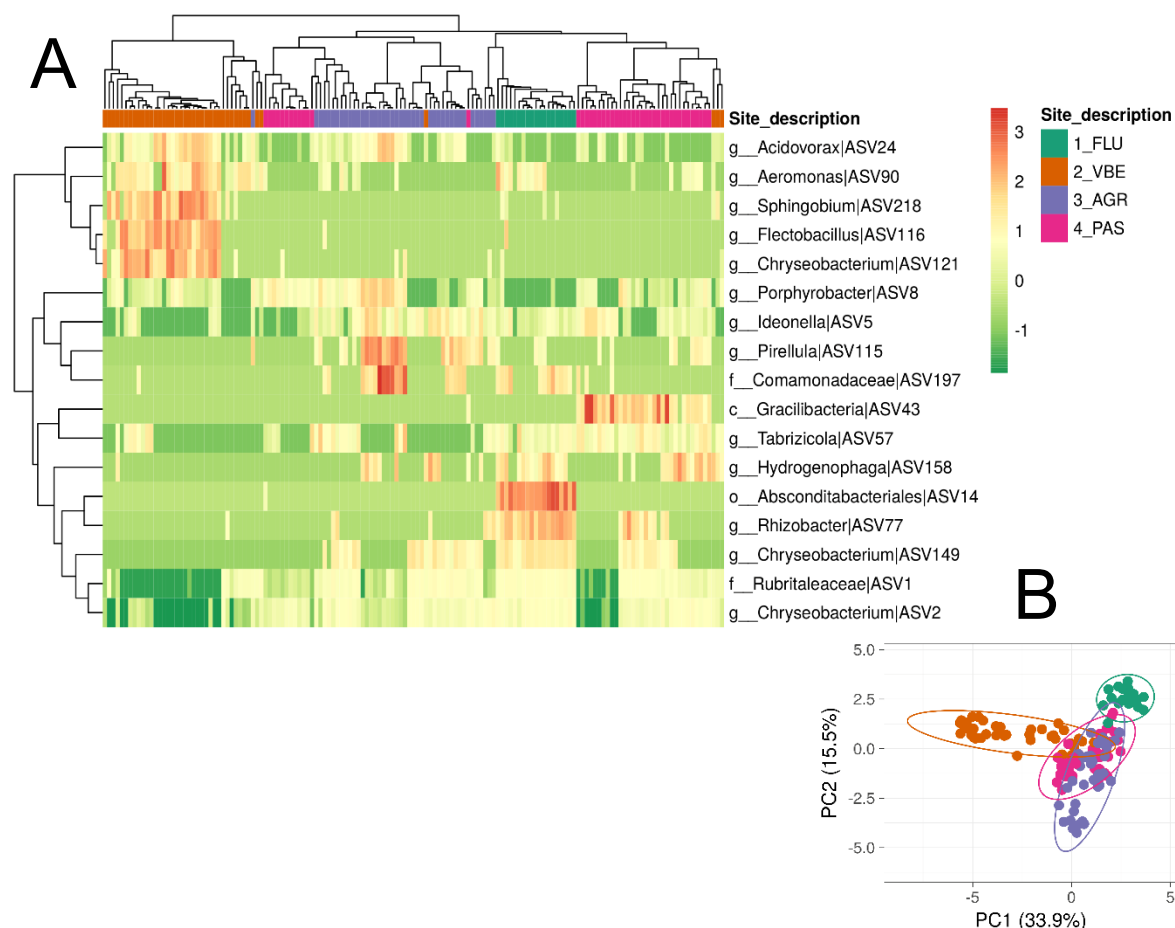 A
Site_description
g__Acidovorax|ASV24
g__Aeromonas|ASV90
g__Sphingobium|ASV218
g__Flectobacillus|ASV116
g__Chryseobacterium|ASV121
g__Porphyrobacter|ASV8
g__Ideonella|ASV5
g__Pirellula|ASV115
f__Comamonadaceae|ASV197
c__Gracilibacteria|ASV43
g__Tabrizicola|ASV57
g__Hydrogenophaga|ASV158
o__Absconditabacteriales|ASV14
g__Rhizobacter|ASV77
g__Chryseobacterium|ASV149
f__Rubritaleaceae|ASV1
g__Chryseobacterium|ASV2
3
2
1
0
-1
Site_description
1_FLU
2_VBE
3_AGR
4_PAS
B
PC2 (15.5%)
5.0
2.5
0.0
-2.5
-5.0
-5
0
5
PC1 (33.9%)